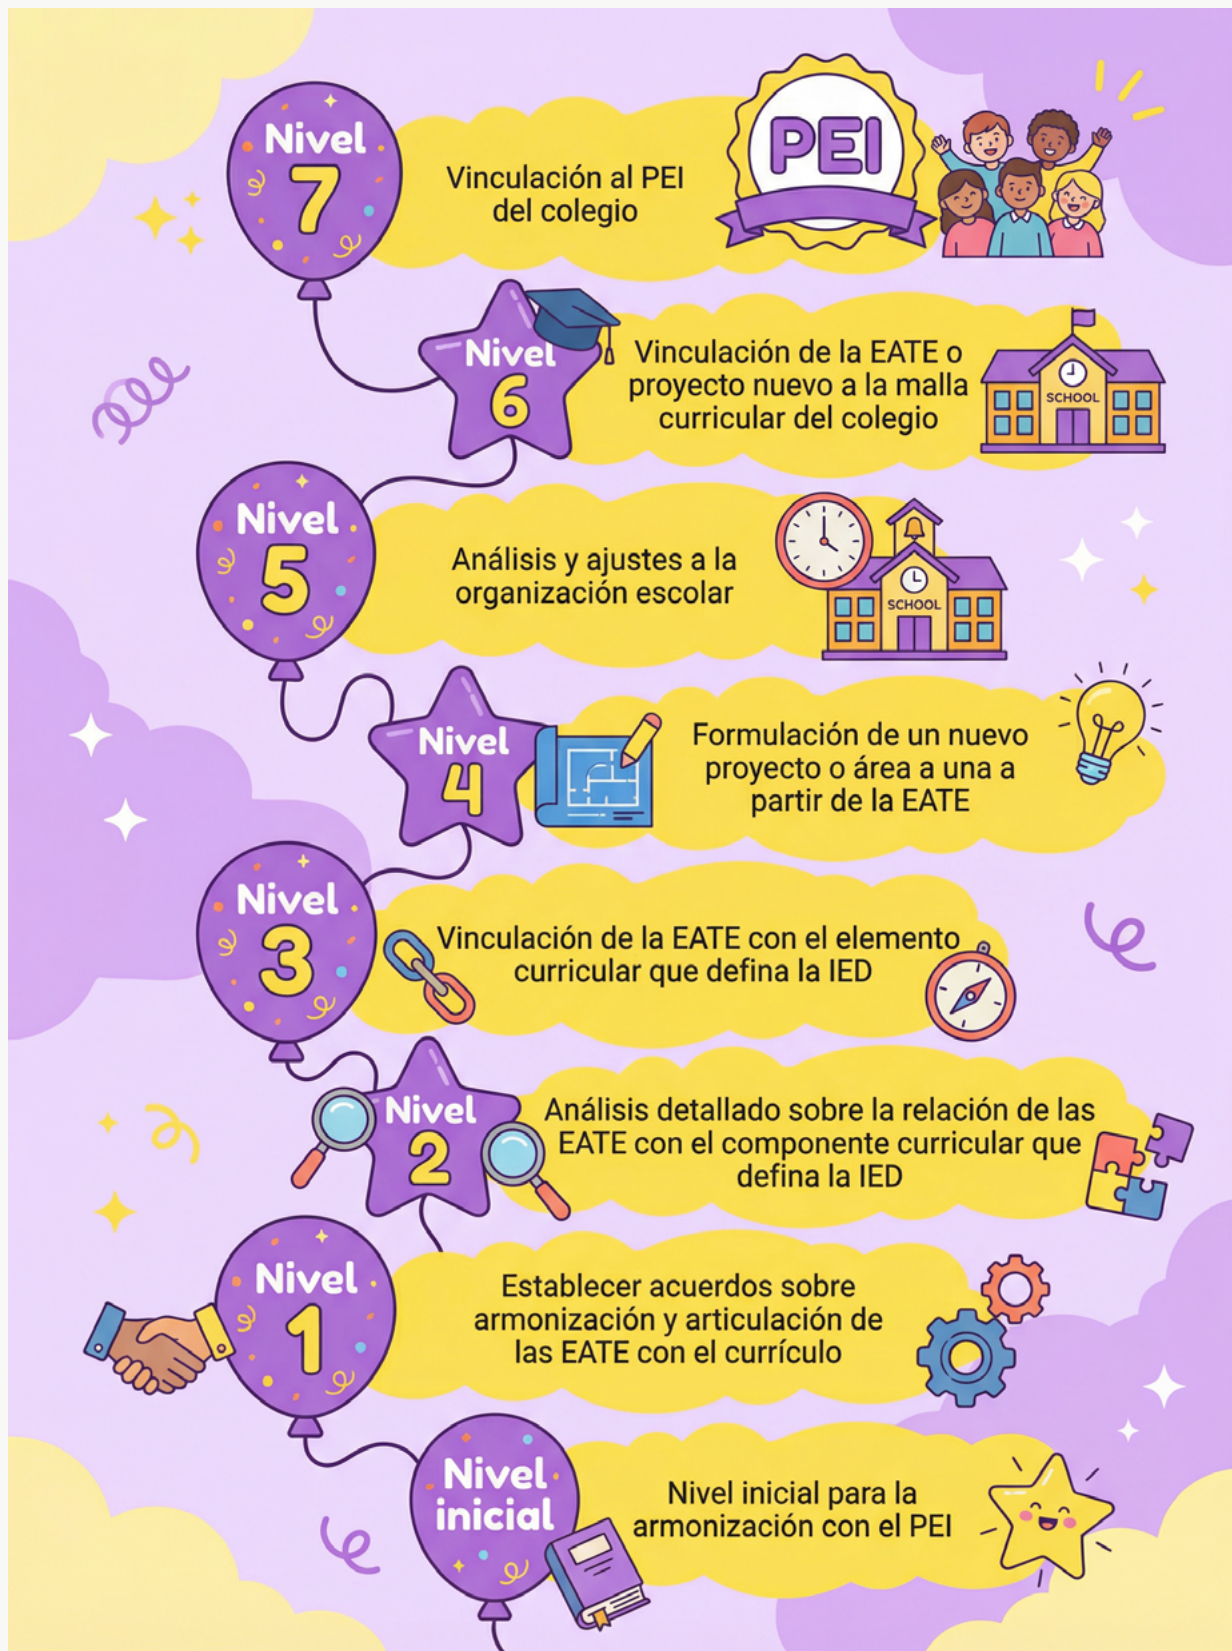 Nivel
7
Vinculación al PEI
del colegio
PEI
Nivel
6
Vinculación de la EATE o
proyecto nuevo a la malla
curricular del colegio
SCHOOL
Nivel
5
Análisis y ajustes a la
organización escolar
SCHOOL
Nivel
4
Formulación de un nuevo
proyecto o área a una a
partir de la EATE
Nivel
3
Vinculación de la EATE con el elemento
curricular que defina la IED
Nivel
2
Análisis detallado sobre la relación de las
EATE con el componente curricular que
defina la IED
Nivel
1
Establecer acuerdos sobre
armonización y articulación de
las EATE con el currículo
Nivel
inicial
Nivel inicial para la
armonización con el PEI